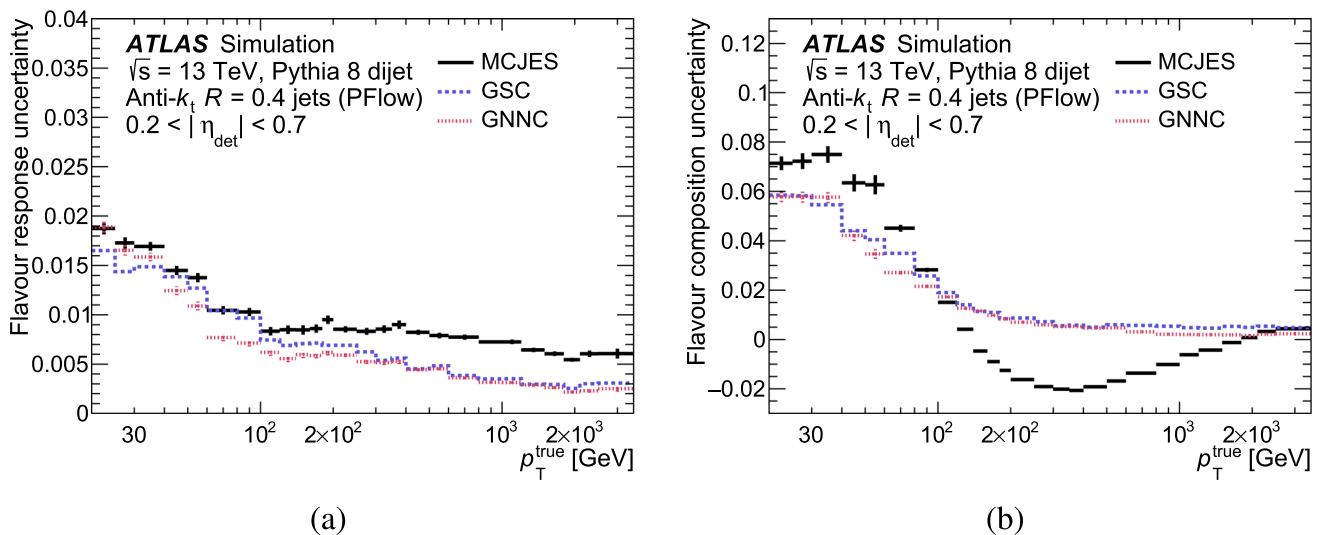 0.04
0.035
0.03
0.025
0.02
0.015
0.01
0.005
0
Flavour response uncertainty
ATLAS Simulation
√s = 13 TeV, Pythia 8 dijet
Anti-kt R = 0.4 jets (PFlow)
0.2 < | ηdet| < 0.7
MCJES
GSC
GNNC
30 10² 2×10² 10³ 2×10³
pTtrue [GeV]
(a)
0.12
0.1
0.08
0.06
0.04
0.02
0
−0.02
Flavour composition uncertainty
ATLAS Simulation
√s = 13 TeV, Pythia 8 dijet
Anti-kt R = 0.4 jets (PFlow)
0.2 < | ηdet| < 0.7
MCJES
GSC
GNNC
30 10² 2×10² 10³ 2×10³
pTtrue [GeV]
(b)